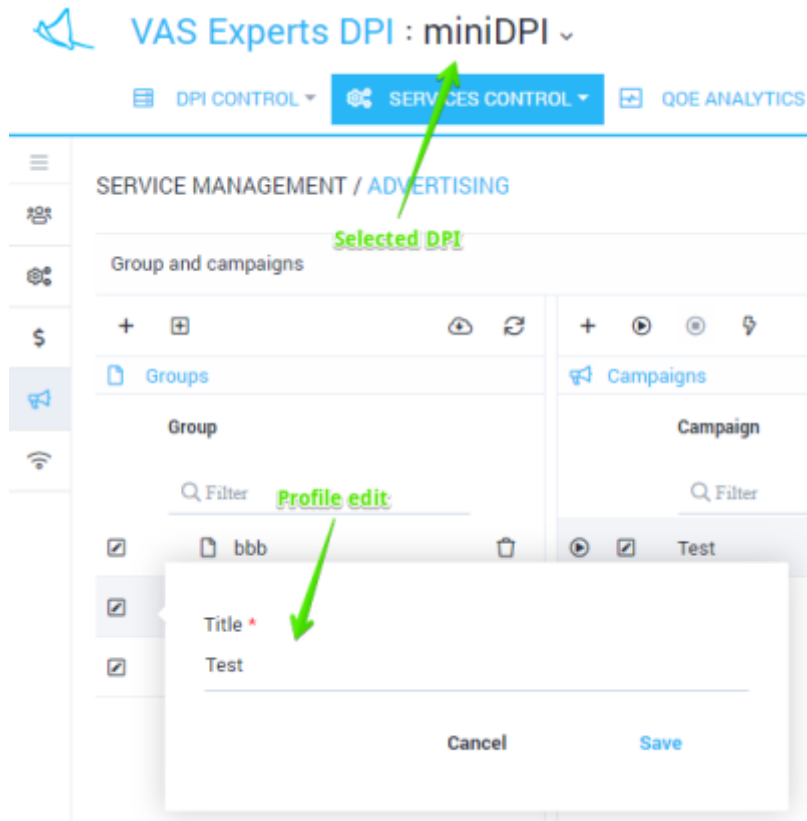 VAS Experts DPI : miniDPI
DPI CONTROL SERVICES CONTROL QOE ANALYTICS
SERVICE MANAGEMENT / ADVERTISING
Selected DPI
Group and campaigns
Groups Campaigns
Group Campaign
Filter Profile edit Filter
bbb Test
Title *
Test
Cancel Save